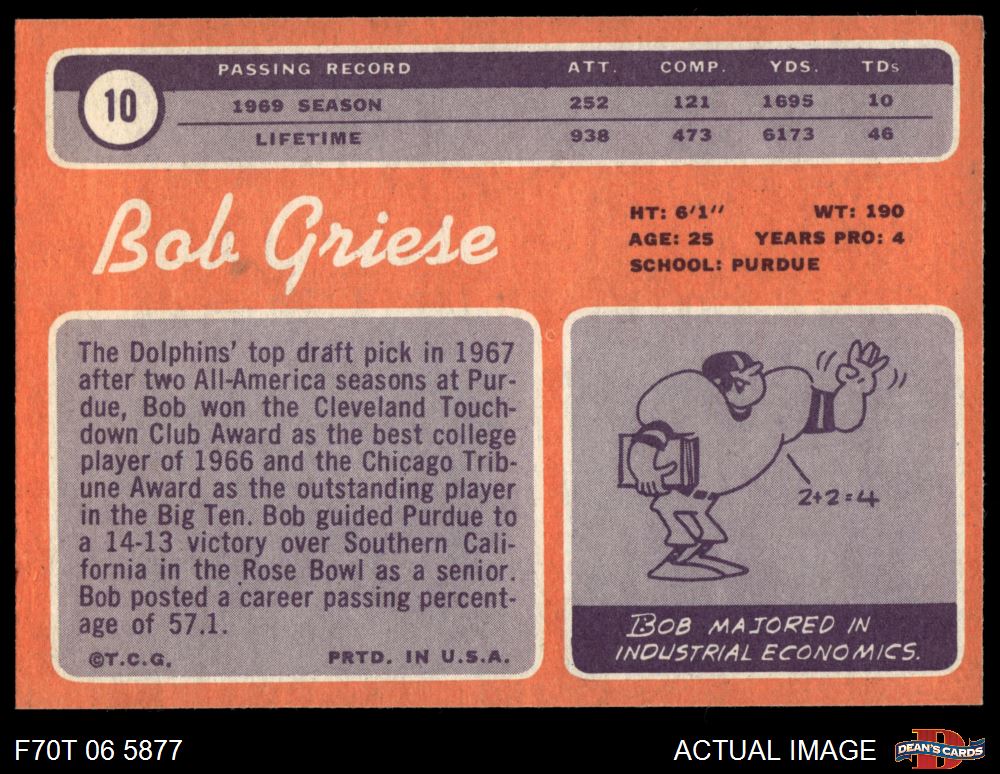 10
PASSING RECORD ATT. COMP. YDS. TDs
1969 SEASON 252 121 1695 10
LIFETIME 938 473 6173 46
Bob Griese
HT: 6'1" WT: 190
AGE: 25 YEARS PRO: 4
SCHOOL: PURDUE
The Dolphins' top draft pick in 1967
after two All-America seasons at Pur-
due, Bob won the Cleveland Touch-
down Club Award as the best college
player of 1966 and the Chicago Trib-
une Award as the outstanding player
in the Big Ten. Bob guided Purdue to
a 14-13 victory over Southern Cali-
fornia in the Rose Bowl as a senior.
Bob posted a career passing percent-
age of 57.1.
©T.C.G. PRTD. IN U.S.A.
2+2=4
BOB MAJORED IN
INDUSTRIAL ECONOMICS.
F70T 06 5877
ACTUAL IMAGE
D
DEAN'S CARDS